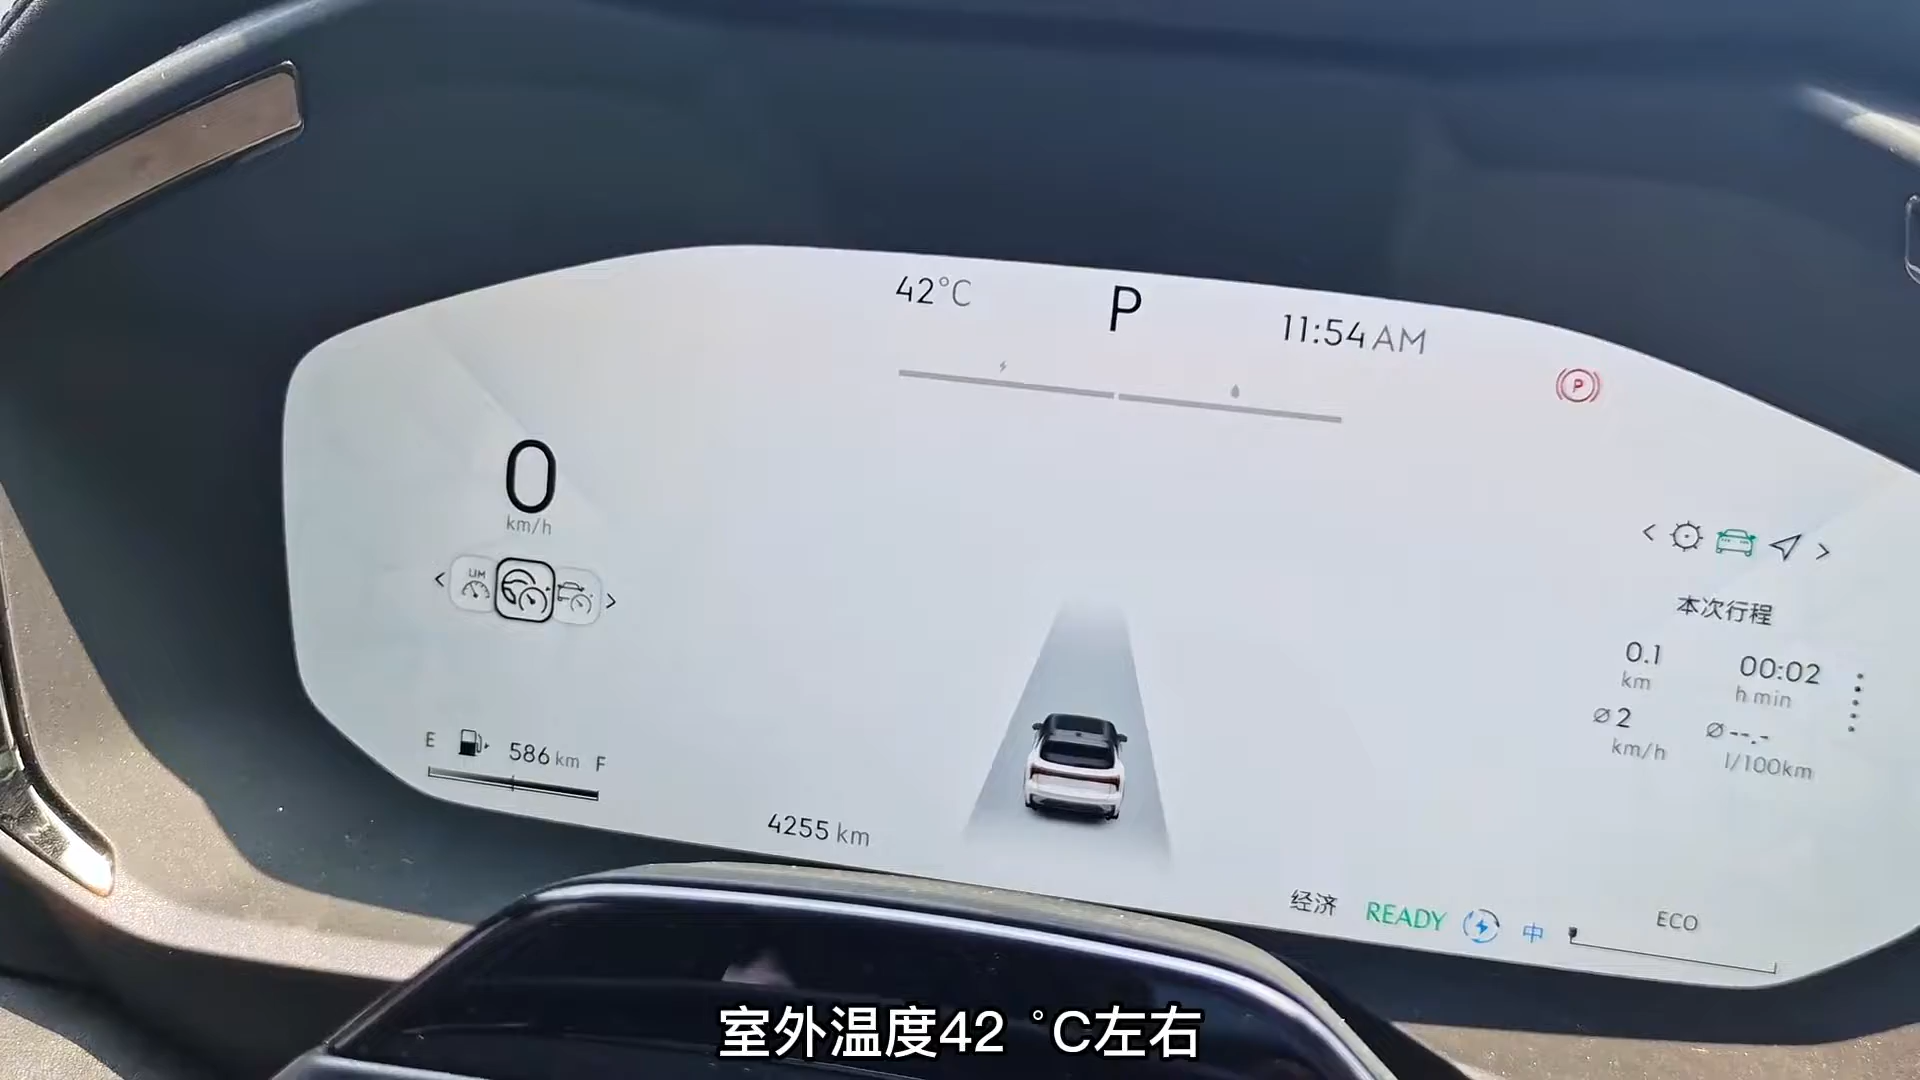 42°C
P
11:54 AM
P
0
km/h
LIM
本次行程
0.1
km
00:02
h min
Ø 2
km/h
Ø --.-
l/100km
E
586 km
F
4255 km
经济
READY
中
ECO
室外温度42 °C左右